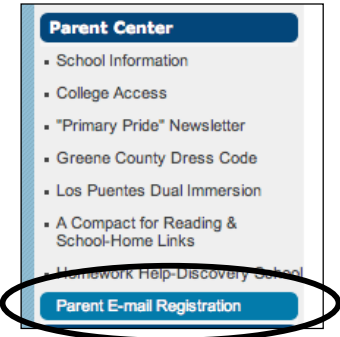 Parent Center
▪ School Information
▪ College Access
▪ "Primary Pride" Newsletter
▪ Greene County Dress Code
▪ Los Puentes Dual Immersion
▪ A Compact for Reading &
School-Home Links
▪ Homework Help-Discovery School
Parent E-mail Registration